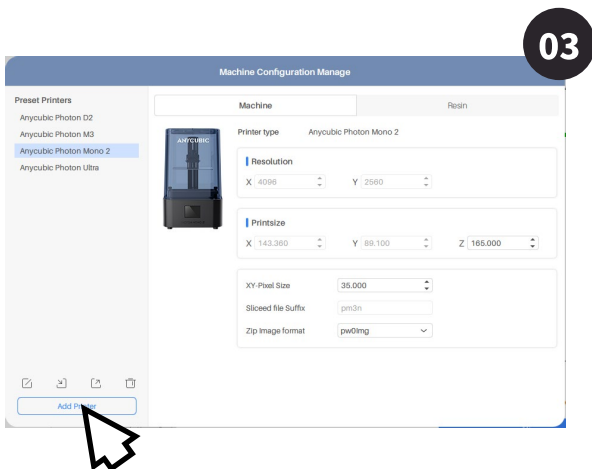 03
Machine Configuration Manage
Preset Printers
Anycubic Photon D2
Anycubic Photon M3
Anycubic Photon Mono 2
Anycubic Photon Ultra
Add Printer
Machine
Resin
ANYCUBIC
Printer type Anycubic Photon Mono 2
Resolution
X 4096 Y 2560
Printsize
X 143.360 Y 89.100 Z 165.000
XY-Pixel Size 35.000
Sliceed file Suffix pm3n
Zip Image format pw0Img